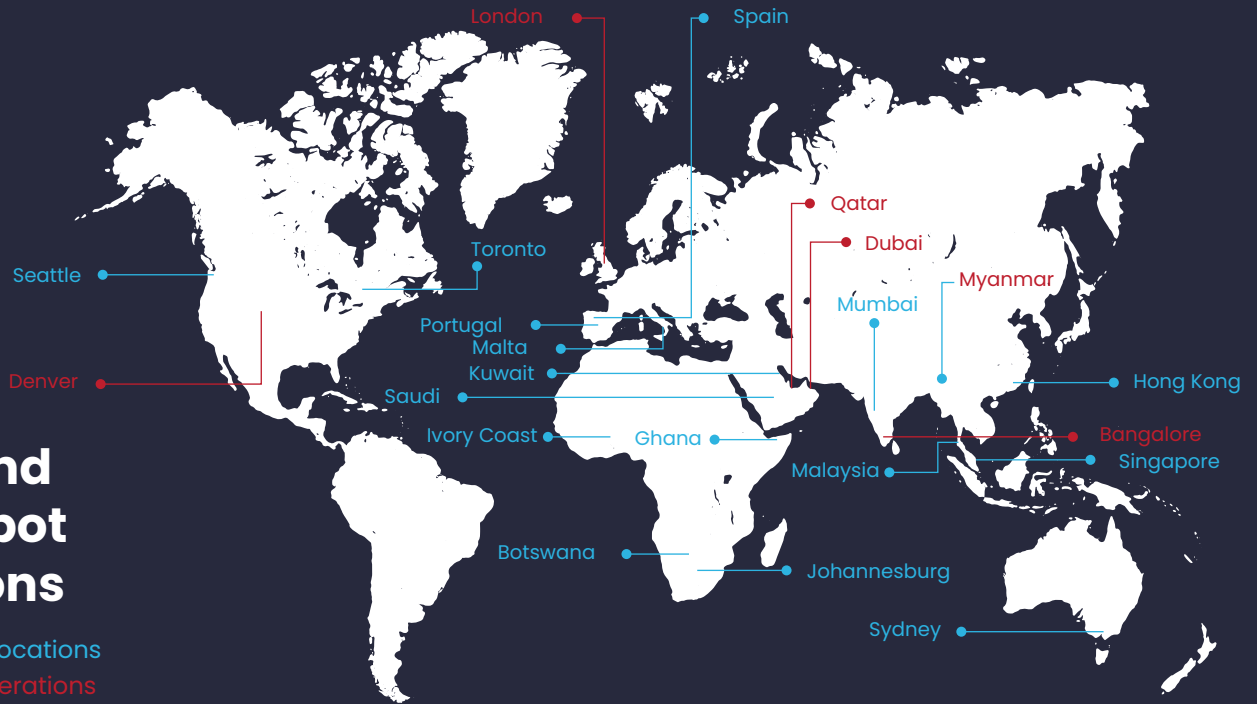 London
Spain
Qatar
Dubai
Toronto
Seattle
Myanmar
Mumbai
Portugal
Malta
Kuwait
Denver
Hong Kong
Saudi
Ivory Coast
Ghana
Bangalore
Singapore
Malaysia
nd
pot
ons
Botswana
Johannesburg
Sydney
ocations
erations